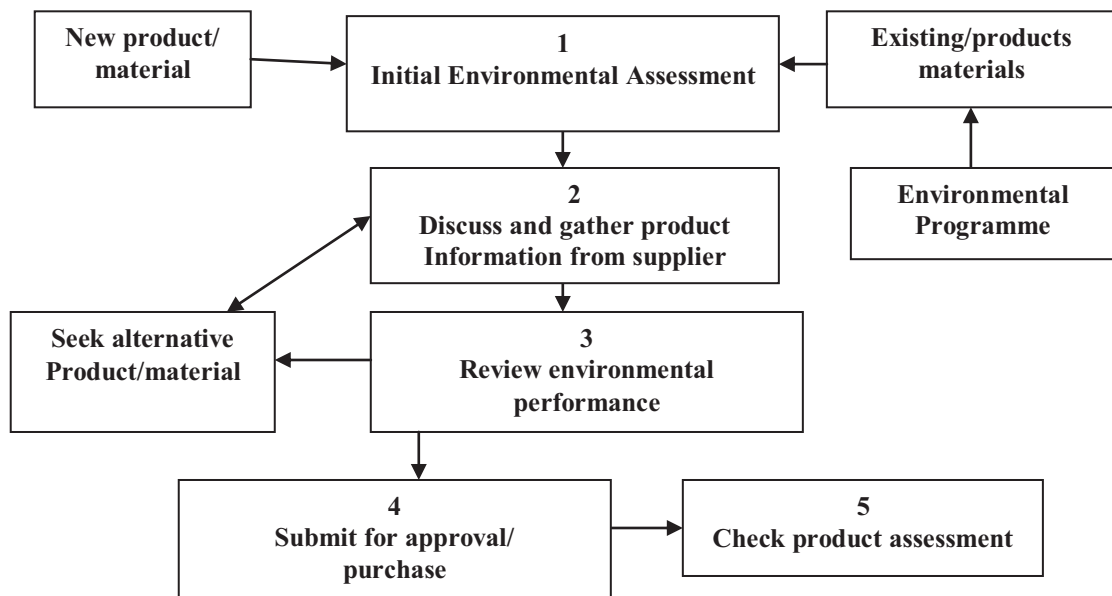 New product/
material
1
Initial Environmental Assessment
Existing/products
materials
Environmental
Programme
2
Discuss and gather product
Information from supplier
Seek alternative
Product/material
3
Review environmental
performance
4
Submit for approval/
purchase
5
Check product assessment